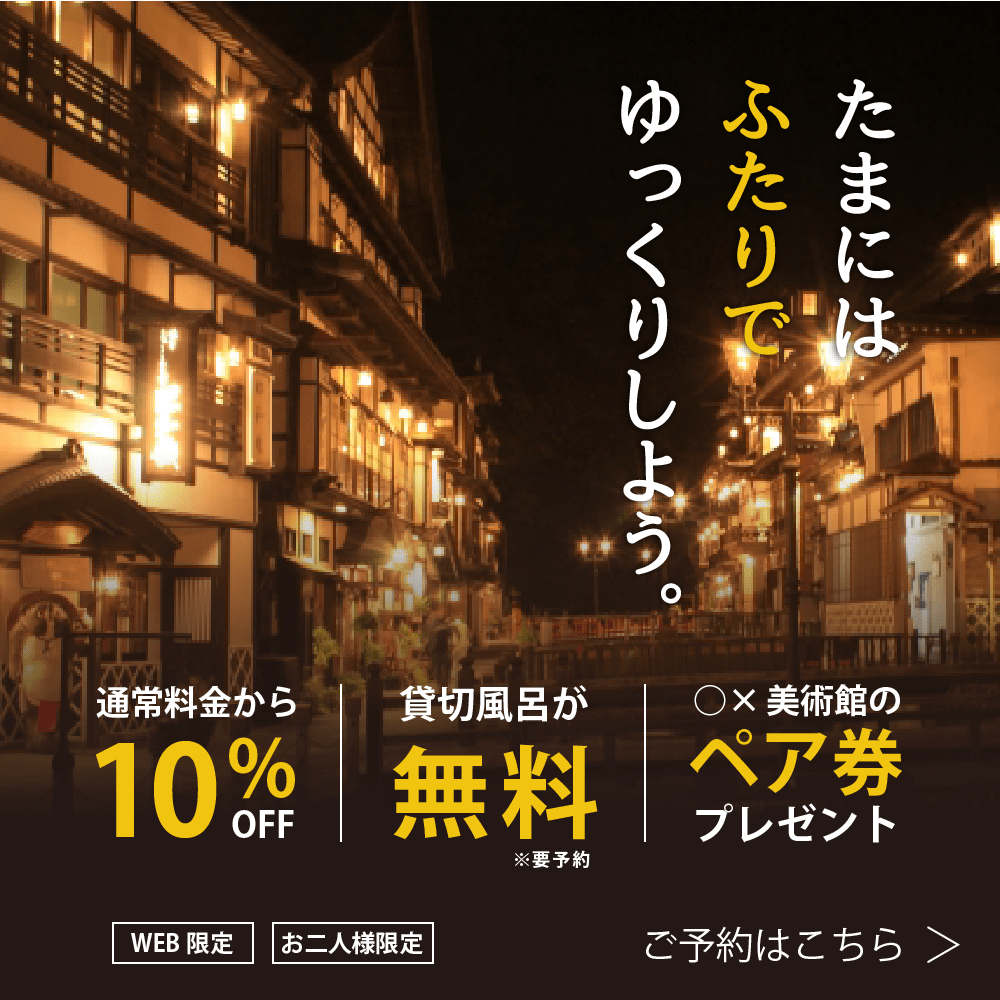 たまには
ふたりで
ゆっくりしよう。
通常料金から
10%
OFF
貸切風呂が
無料
※要予約
○× 美術館の
ペア券
プレゼント
WEB 限定
お二人様限定
ご予約はこちら ＞